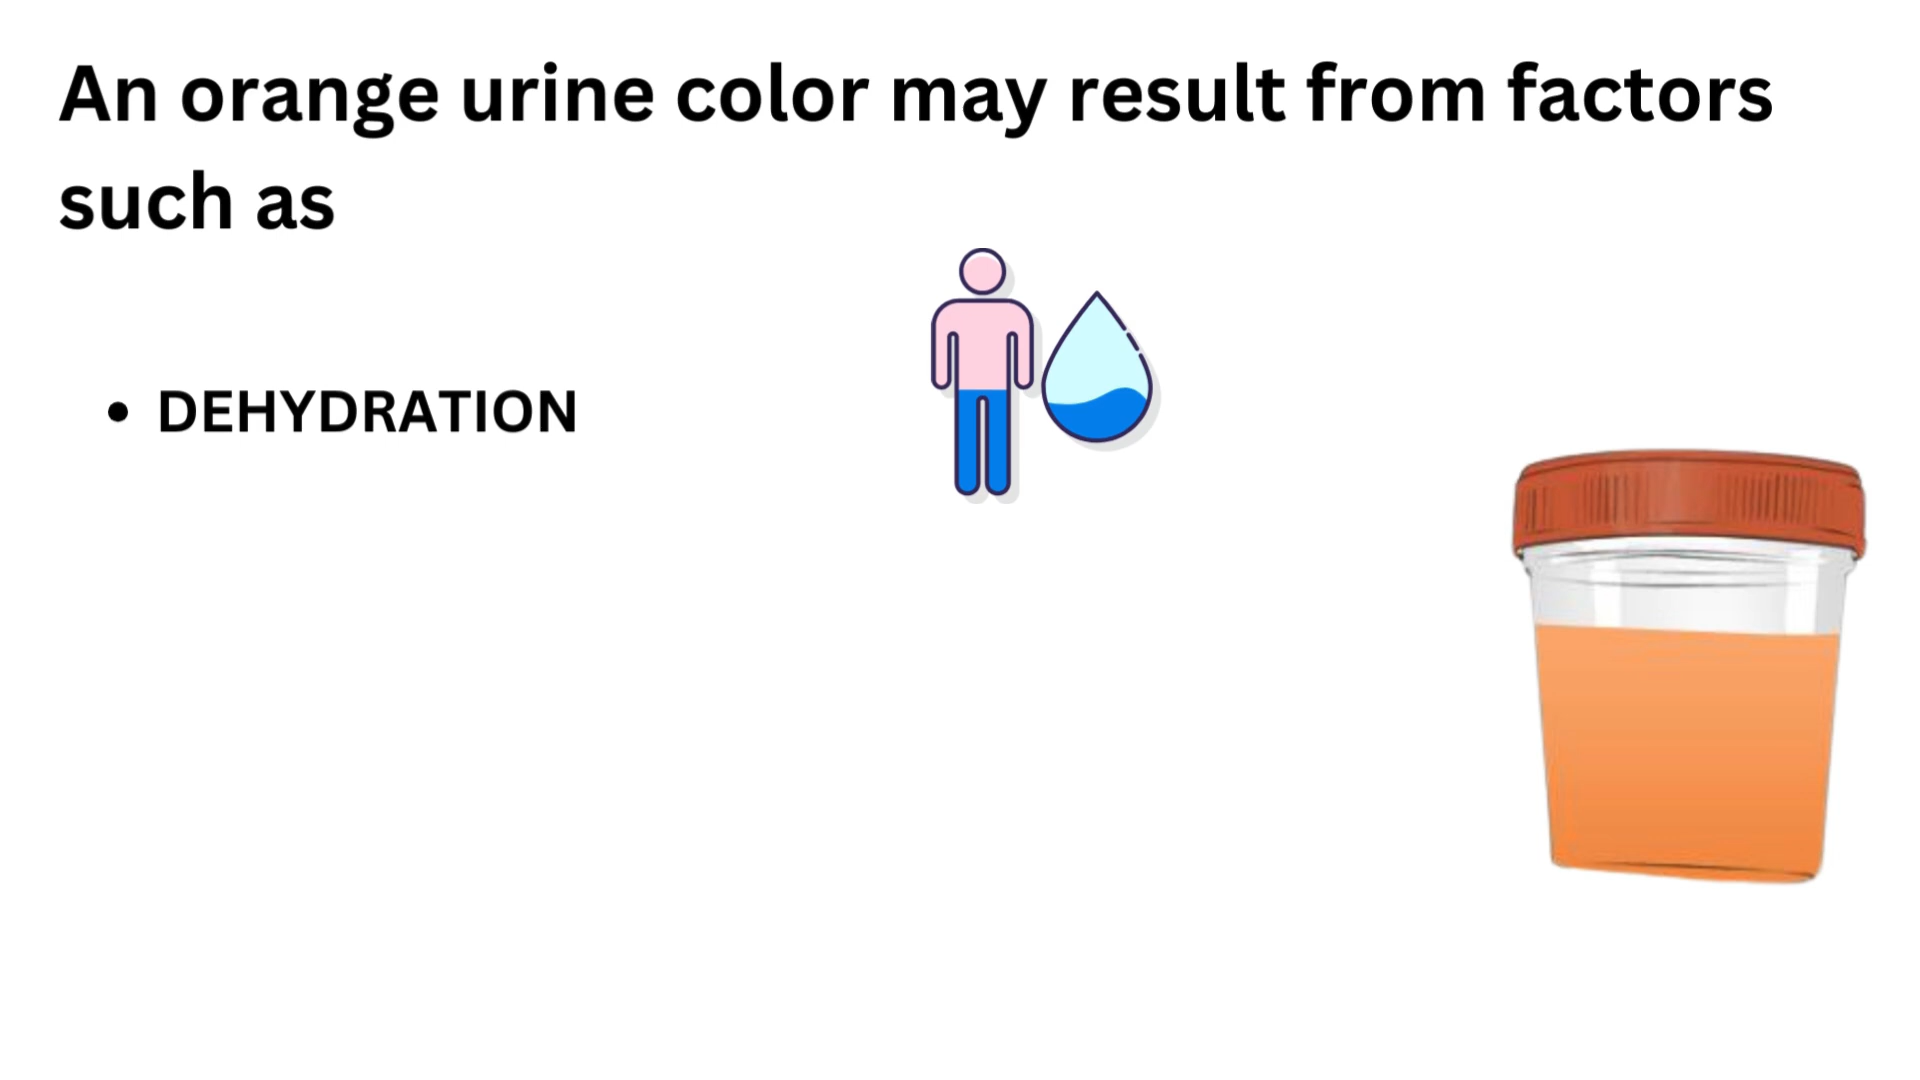 An orange urine color may result from factors
such as
• DEHYDRATION